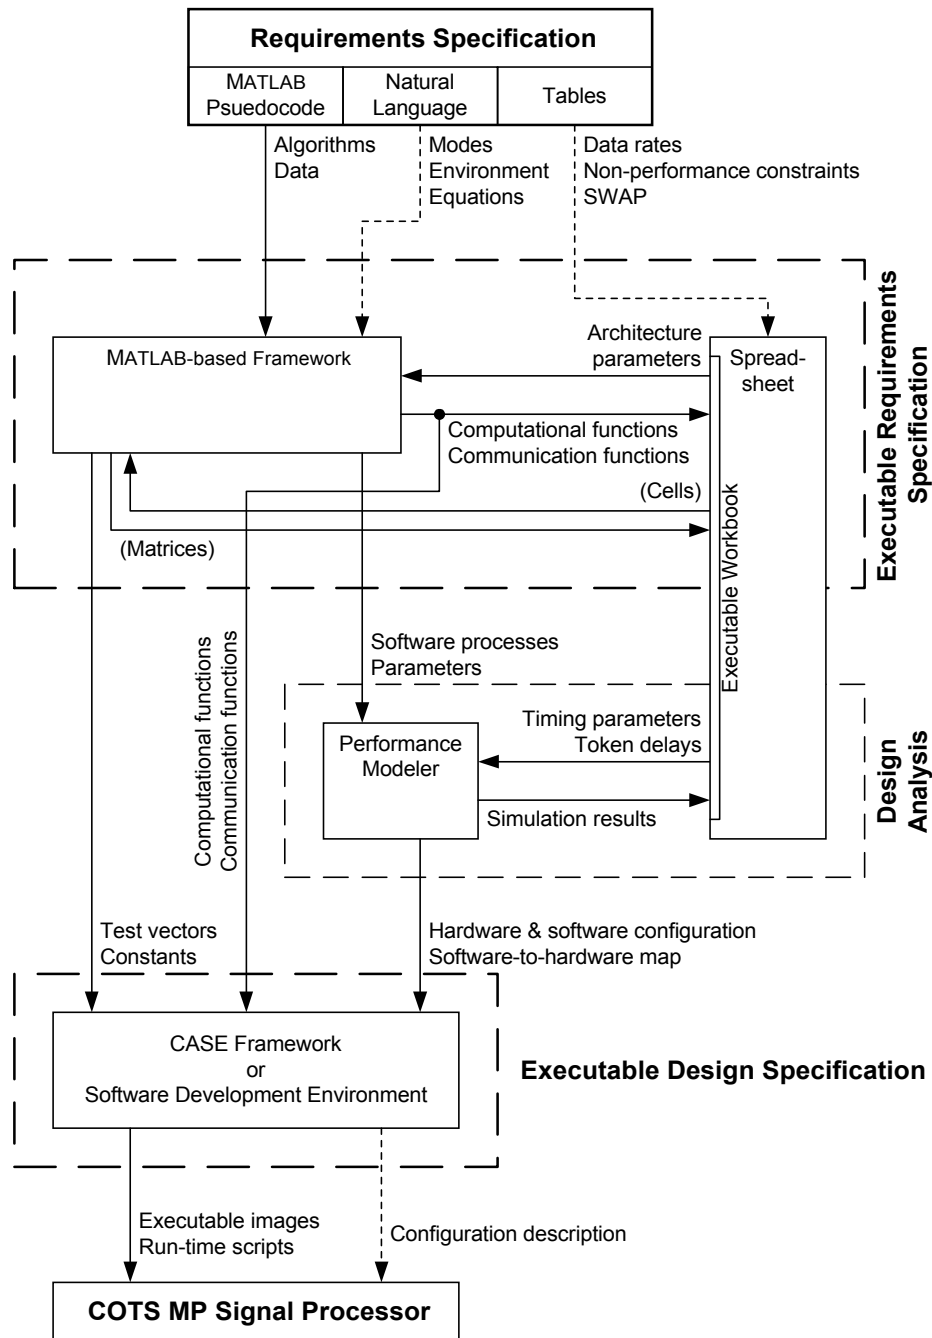 Requirements Specification
MATLAB
Psuedocode
Natural
Language
Tables
Algorithms
Data
Modes
Environment
Equations
Data rates
Non-performance constraints
SWAP
MATLAB-based Framework
Architecture
parameters
Spread-
sheet
Computational functions
Communication functions
(Cells)
(Matrices)
Executable Workbook
Executable Requirements
Specification
Software processes
Parameters
Computational functions
Communication functions
Performance
Modeler
Timing parameters
Token delays
Simulation results
Design
Analysis
Test vectors
Constants
Hardware & software configuration
Software-to-hardware map
CASE Framework
or
Software Development Environment
Executable Design Specification
Executable images
Run-time scripts
Configuration description
COTS MP Signal Processor